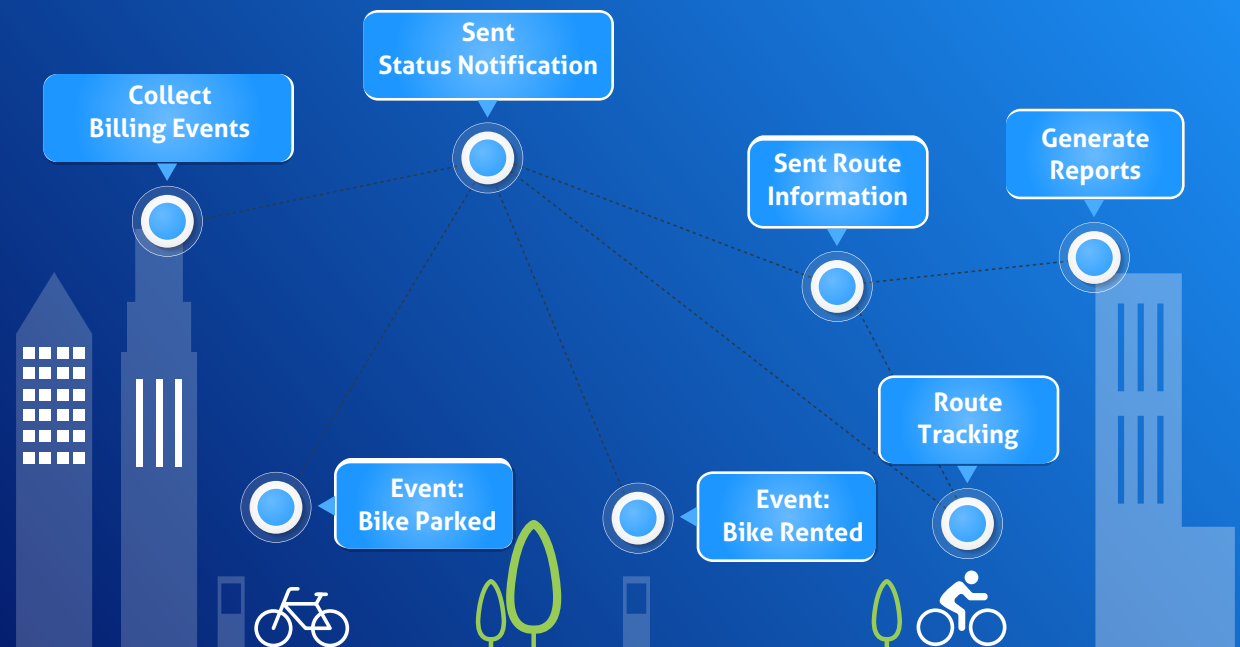 Sent
Status Notification
Collect
Billing Events
Generate
Reports
Sent Route
Information
Route
Tracking
Event:
Bike Parked
Event:
Bike Rented